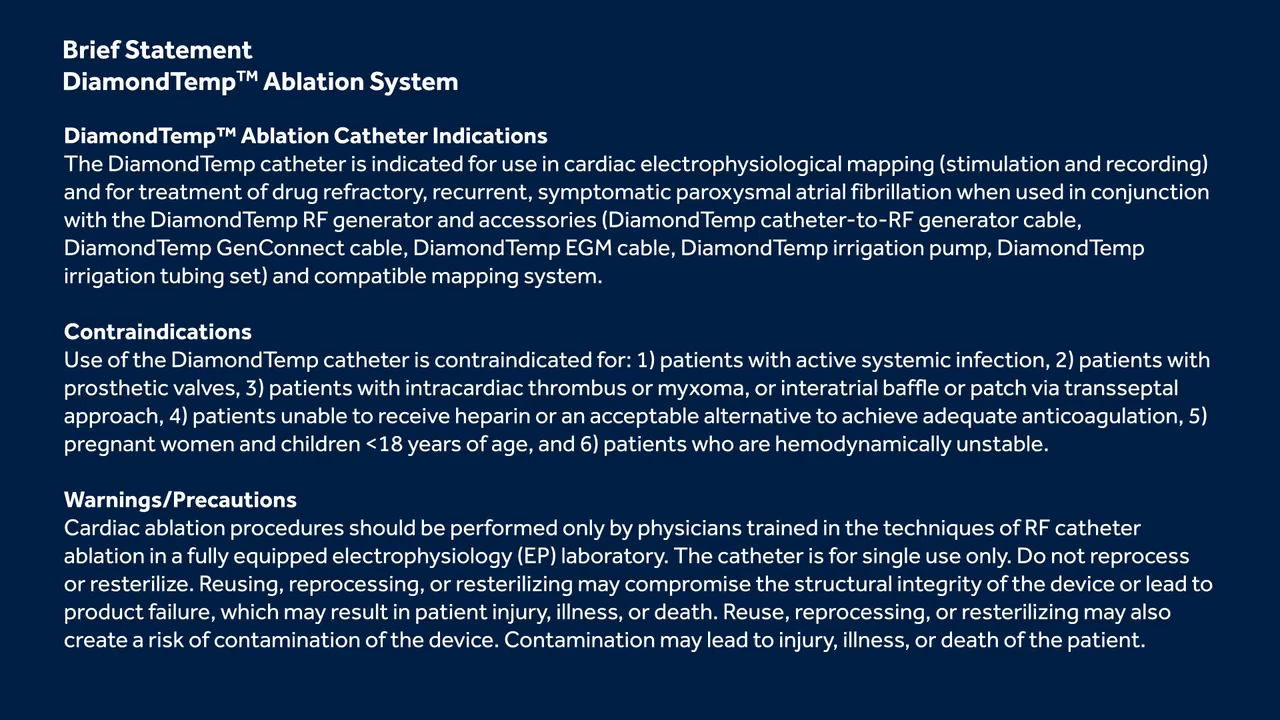 Brief Statement
DiamondTemp™ Ablation System
DiamondTemp™ Ablation Catheter Indications
The DiamondTemp catheter is indicated for use in cardiac electrophysiological mapping (stimulation and recording)
and for treatment of drug refractory, recurrent, symptomatic paroxysmal atrial fibrillation when used in conjunction
with the DiamondTemp RF generator and accessories (DiamondTemp catheter-to-RF generator cable,
DiamondTemp GenConnect cable, DiamondTemp EGM cable, DiamondTemp irrigation pump, DiamondTemp
irrigation tubing set) and compatible mapping system.
Contraindications
Use of the DiamondTemp catheter is contraindicated for: 1) patients with active systemic infection, 2) patients with
prosthetic valves, 3) patients with intracardiac thrombus or myxoma, or interatrial baffle or patch via transseptal
approach, 4) patients unable to receive heparin or an acceptable alternative to achieve adequate anticoagulation, 5)
pregnant women and children <18 years of age, and 6) patients who are hemodynamically unstable.
Warnings/Precautions
Cardiac ablation procedures should be performed only by physicians trained in the techniques of RF catheter
ablation in a fully equipped electrophysiology (EP) laboratory. The catheter is for single use only. Do not reprocess
or resterilize. Reusing, reprocessing, or resterilizing may compromise the structural integrity of the device or lead to
product failure, which may result in patient injury, illness, or death. Reuse, reprocessing, or resterilizing may also
create a risk of contamination of the device. Contamination may lead to injury, illness, or death of the patient.